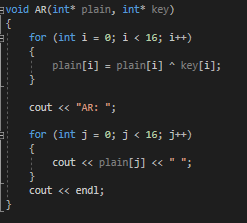 void AR(int* plain, int* key)
{
for (int i = 0; i < 16; i++)
{
plain[i] = plain[i] ^ key[i];
}
cout << "AR: ";
for (int j = 0; j < 16; j++)
{
cout << plain[j] << " ";
}
cout << endl;
}